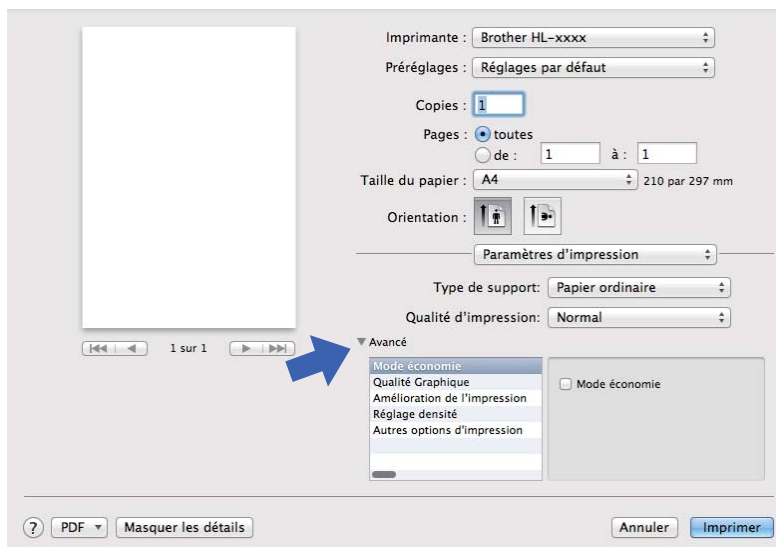 Imprimante : Brother HL-xxxx
Préréglages : Réglages par défaut
Copies : 1
Pages : toutes
de : 1 à : 1
Taille du papier : A4 210 par 297 mm
Orientation :
Paramètres d'impression
Type de support: Papier ordinaire
Qualité d'impression: Normal
1 sur 1
Avancé
Mode économie
Qualité Graphique
Amélioration de l'impression
Réglage densité
Autres options d'impression
Mode économie
? PDF Masquer les détails Annuler Imprimer